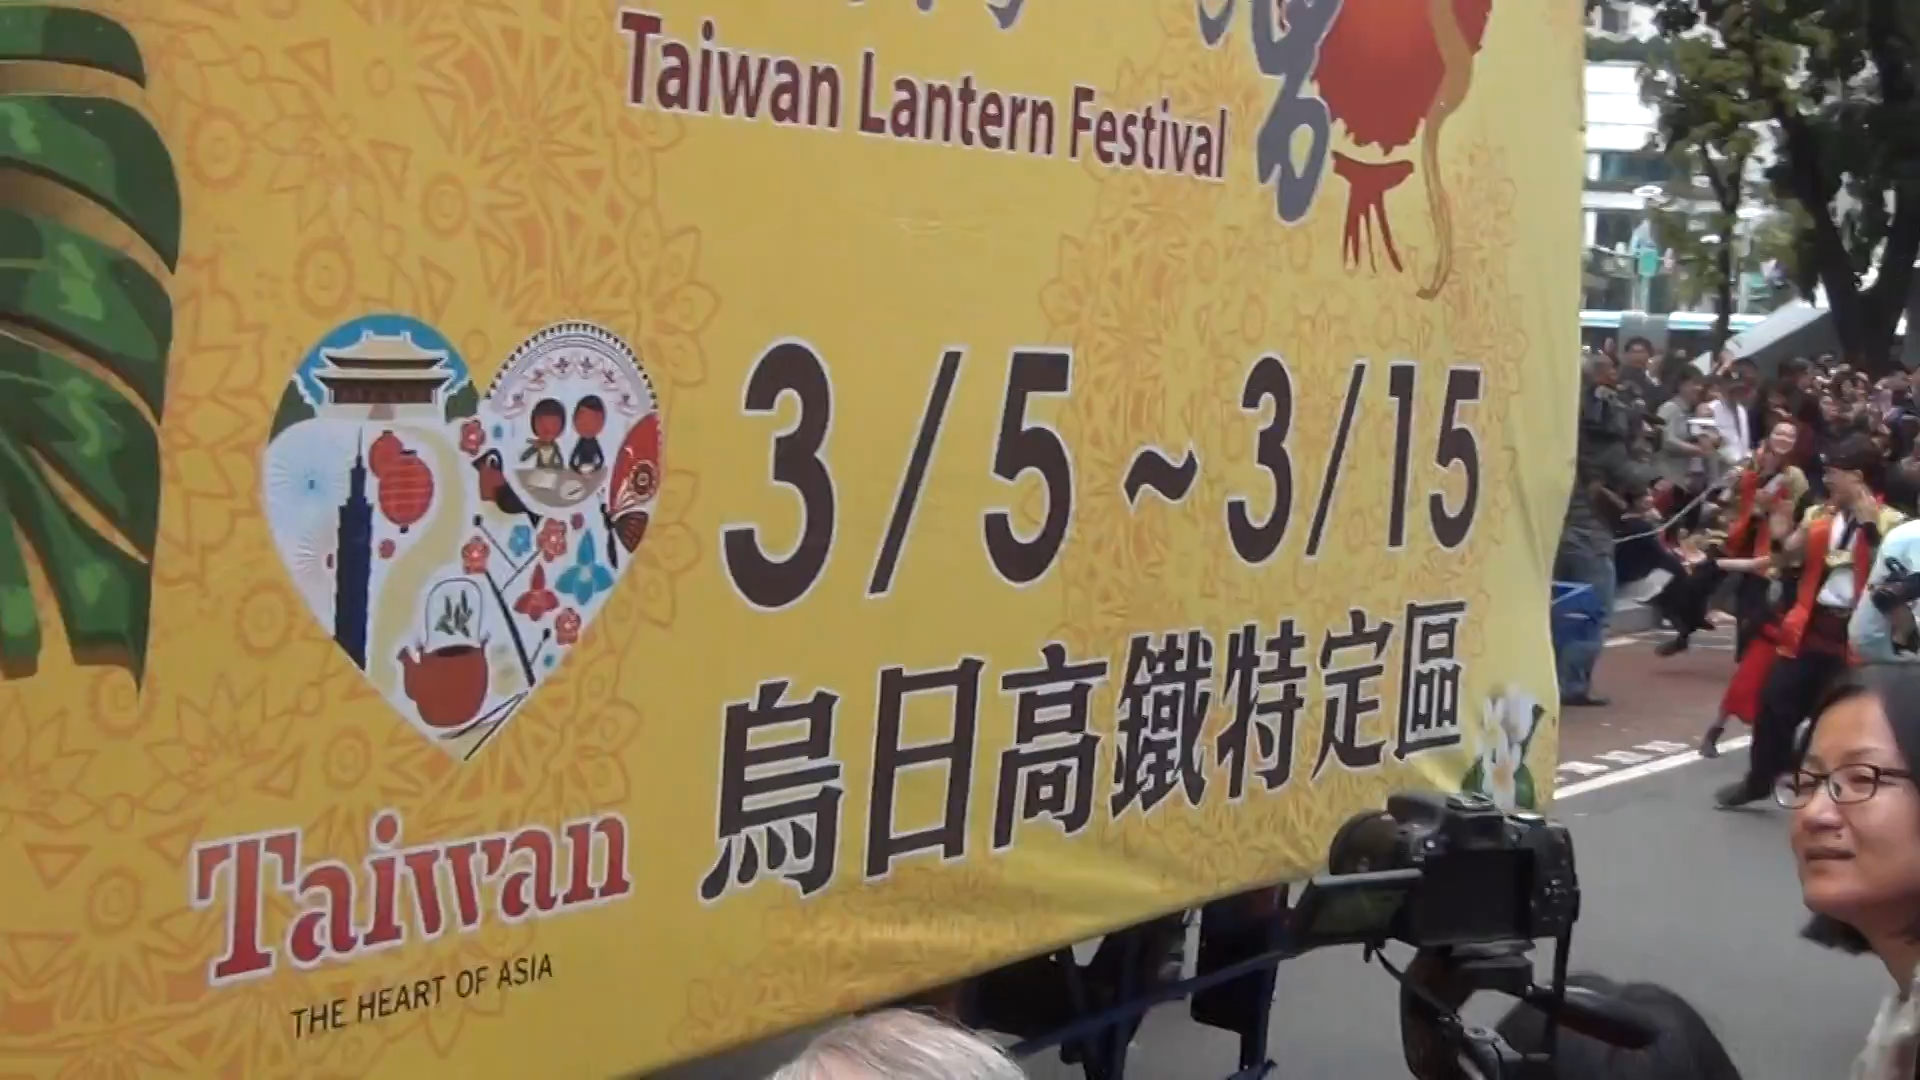 Taiwan Lantern Festival
3/5~3/15
烏日高鐵特定區
Taiwan
THE HEART OF ASIA